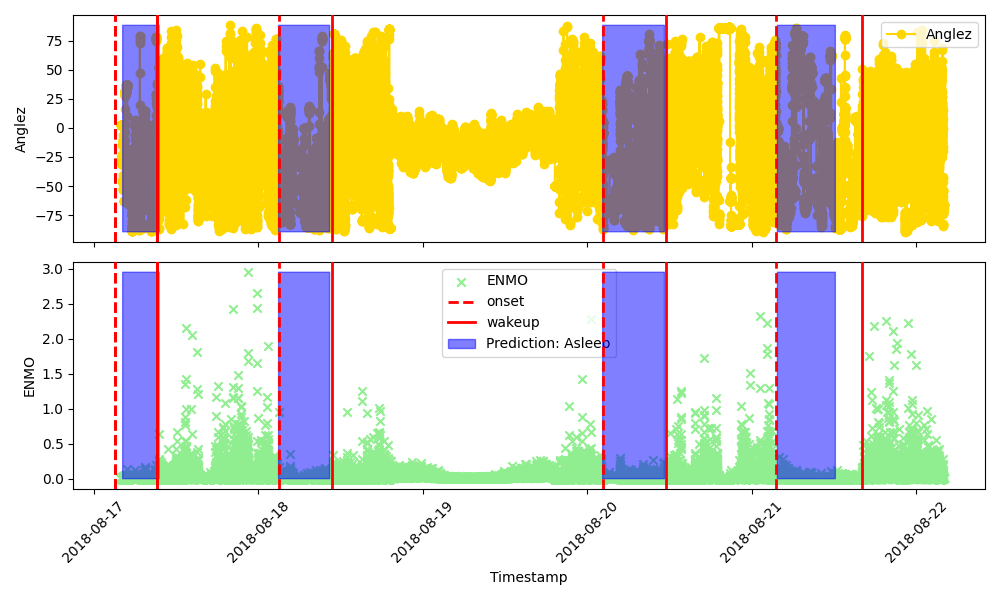 Anglez
75
50
25
0
−25
−50
−75
Anglez
ENMO
3.0
2.5
2.0
1.5
1.0
0.5
0.0
ENMO
onset
wakeup
Prediction: Asleep
2018-08-17
2018-08-18
2018-08-19
2018-08-20
2018-08-21
2018-08-22
Timestamp